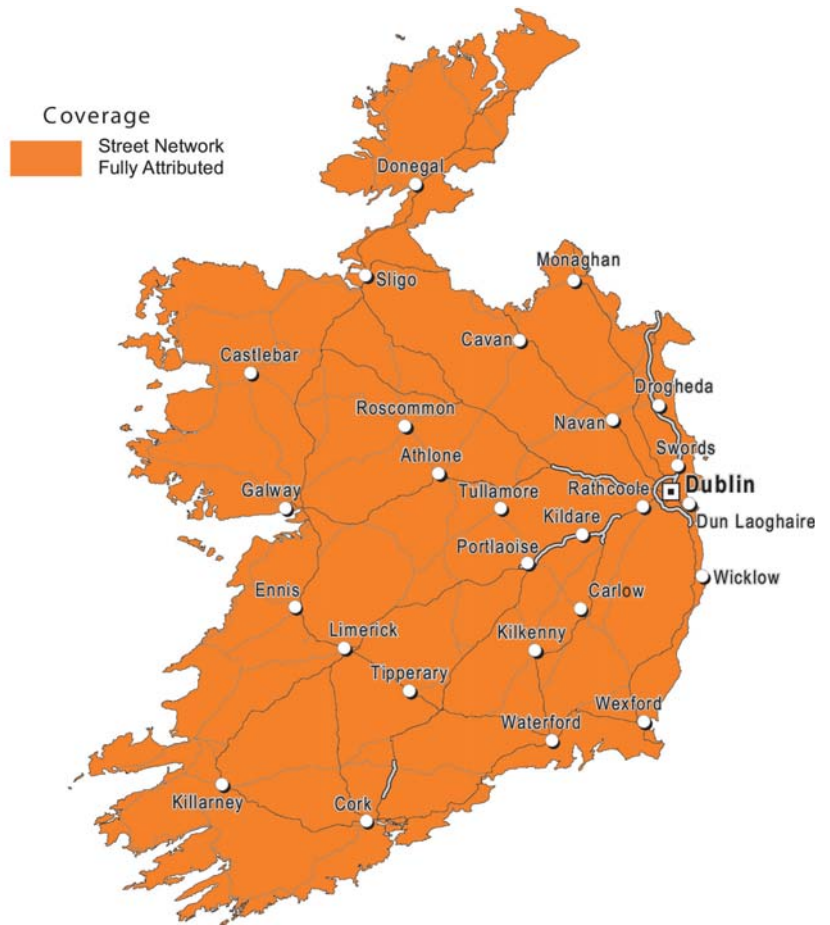 Coverage
Street Network
Fully Attributed
Donegal
Monaghan
Sligo
Cavan
Castlebar
Drogheda
Roscommon
Navan
Swords
Athlone
Dublin
Galway
Tullamore
Rathcoole
Kildare
Dun Laoghaire
Portlaoise
Wicklow
Ennis
Carlow
Limerick
Kilkenny
Tipperary
Wexford
Waterford
Killarney
Cork